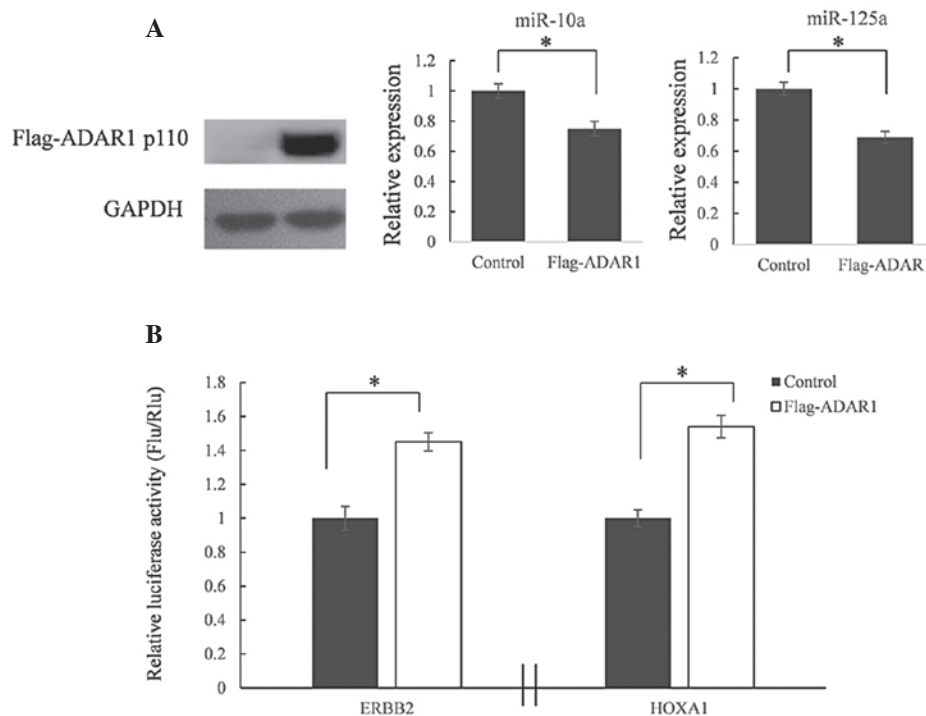 A
miR-10a
miR-125a
Flag-ADAR1 p110
GAPDH
Relative expression
1.2
1
0.8
0.6
0.4
0.2
0
*
Control Flag-ADAR1
Relative expression
1.2
1
0.8
0.6
0.4
0.2
0
*
Control Flag-ADAR1
B
Relative luciferase activity (Flu/Rlu)
1.8
1.6
1.4
1.2
1
0.8
0.6
0.4
0.2
0
*
*
Control
Flag-ADAR1
ERBB2 HOXA1